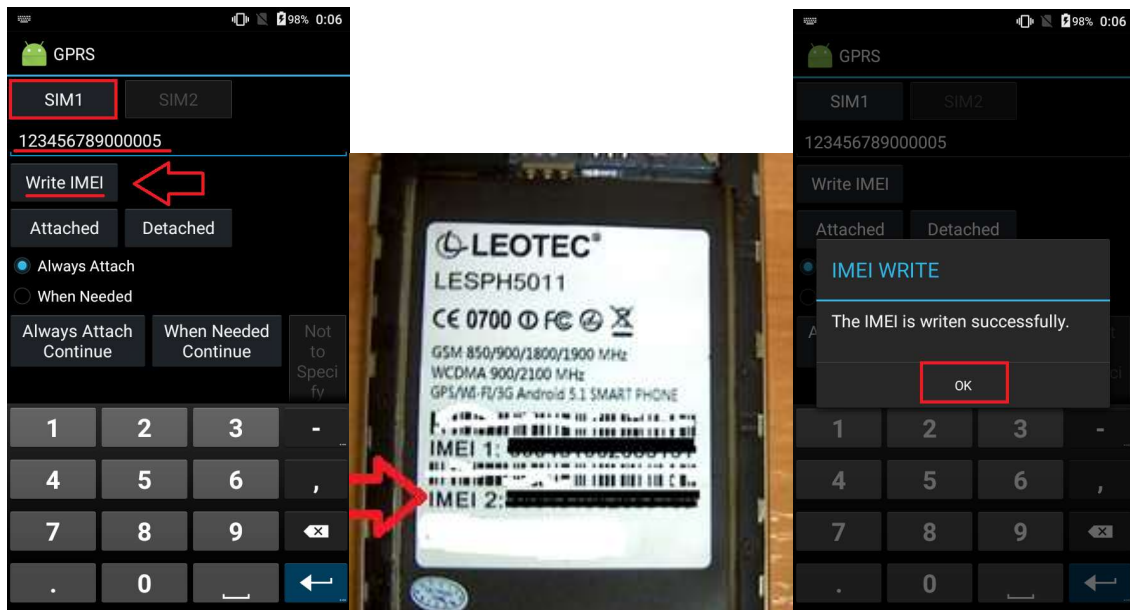 98% 0:06
GPRS
SIM1 SIM2
123456789000005
Write IMEI
Attached Detached
Always Attach
When Needed
Always Attach Continue
When Needed Continue
Not to Speci fy
1 2 3 -
4 5 6 ,
7 8 9
. 0
LEOTEC®
LESPH5011
CE 0700 FC
GSM 850/900/1800/1900 MHz
WCDMA 900/2100 MHz
GPS/WI-FI/3G Android 5.1 SMART PHONE
IMEI 1:
IMEI 2:
98% 0:06
GPRS
SIM1 SIM2
123456789000005
Write IMEI
Attached Detached
IMEI WRITE
The IMEI is writen successfully.
OK
1 2 3 -
4 5 6 ,
7 8 9
. 0